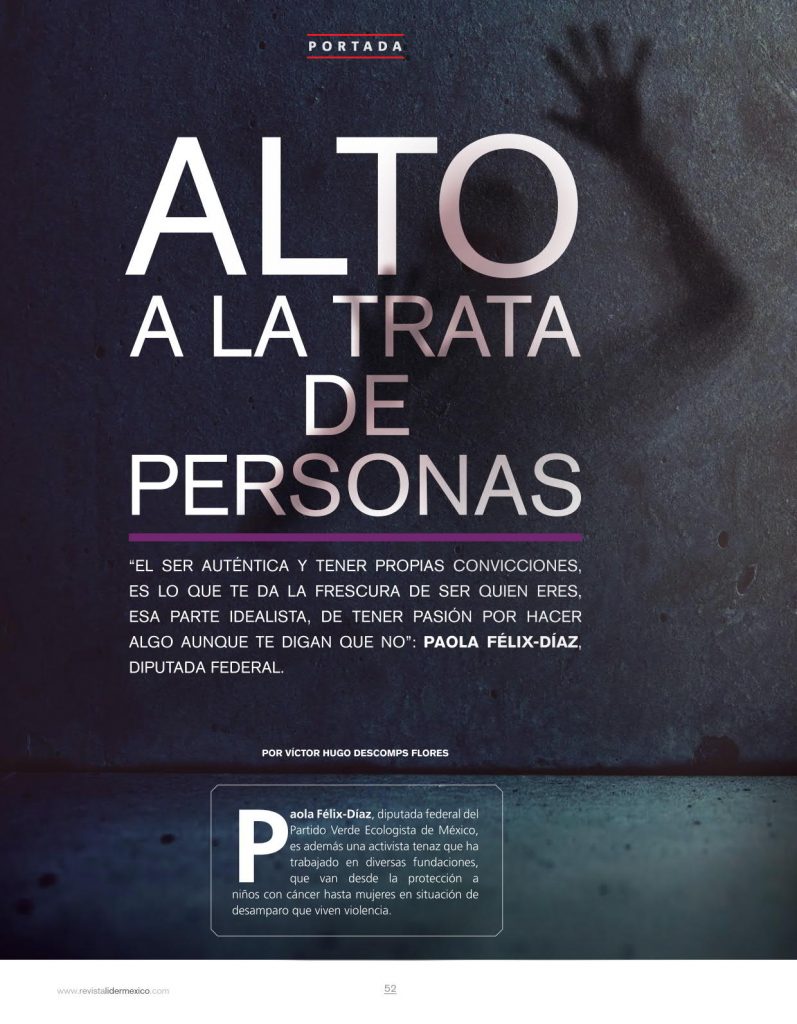 PORTADA
ALTO
A LA TRATA
DE
PERSONAS
“EL SER AUTÉNTICA Y TENER PROPIAS CONVICCIONES,
ES LO QUE TE DA LA FRESCURA DE SER QUIEN ERES,
ESA PARTE IDEALISTA, DE TENER PASIÓN POR HACER
ALGO AUNQUE TE DIGAN QUE NO”: PAOLA FÉLIX-DÍAZ,
DIPUTADA FEDERAL.
POR VÍCTOR HUGO DESCOMPS FLORES
Paola Félix-Díaz, diputada federal del
Partido Verde Ecologista de México,
es además una activista tenaz que ha
trabajado en diversas fundaciones,
que van desde la protección a
niños con cáncer hasta mujeres en situación de
desamparo que viven violencia.
www.revistalidermexico.com
52